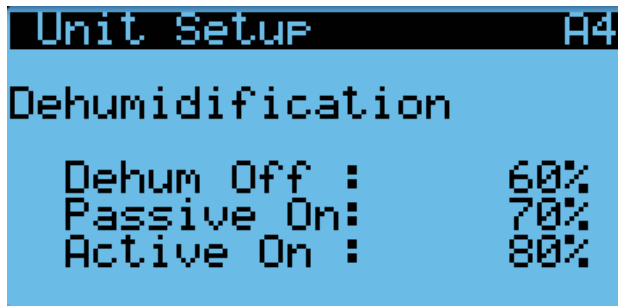 Unit Setup A4
Dehumidification
Dehum Off : 60%
Passive On: 70%
Active On : 80%